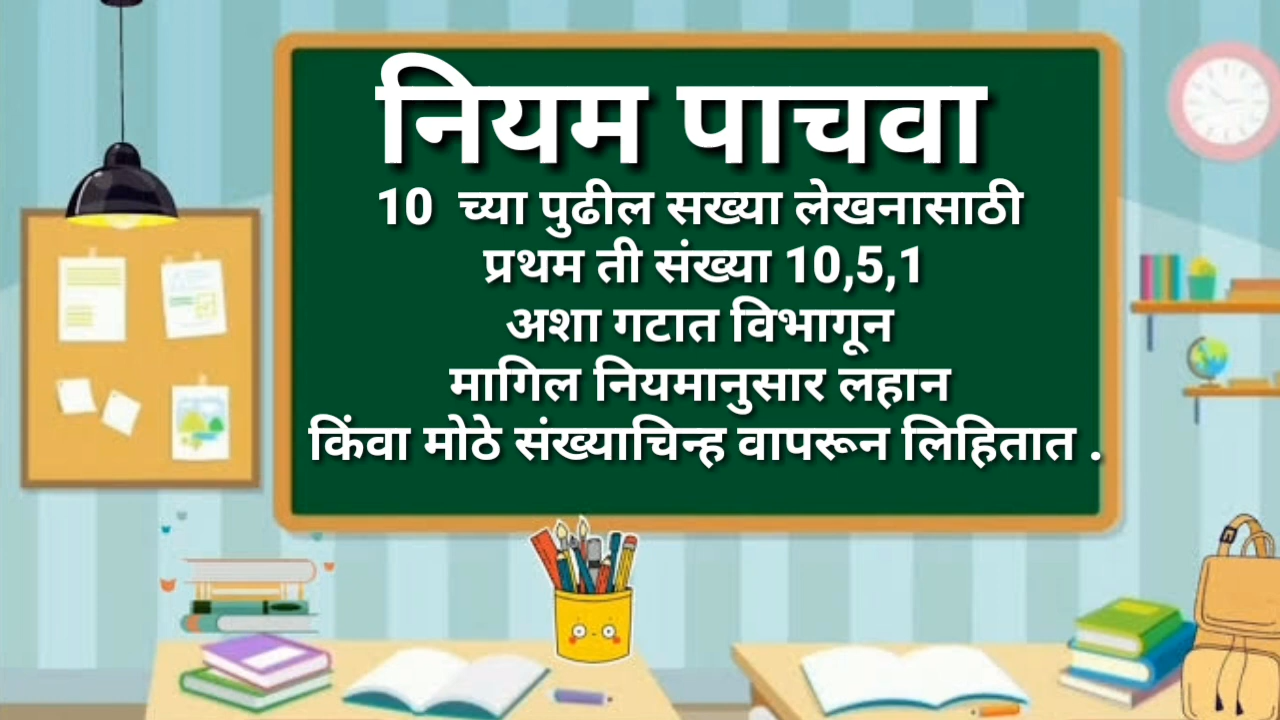 नियम पाचवा
10 च्या पुढील सख्या लेखनासाठी
प्रथम ती संख्या 10,5,1
अशा गटात विभागून
मागिल नियमानुसार लहान
किंवा मोठे संख्याचिन्ह वापरून लिहितात .